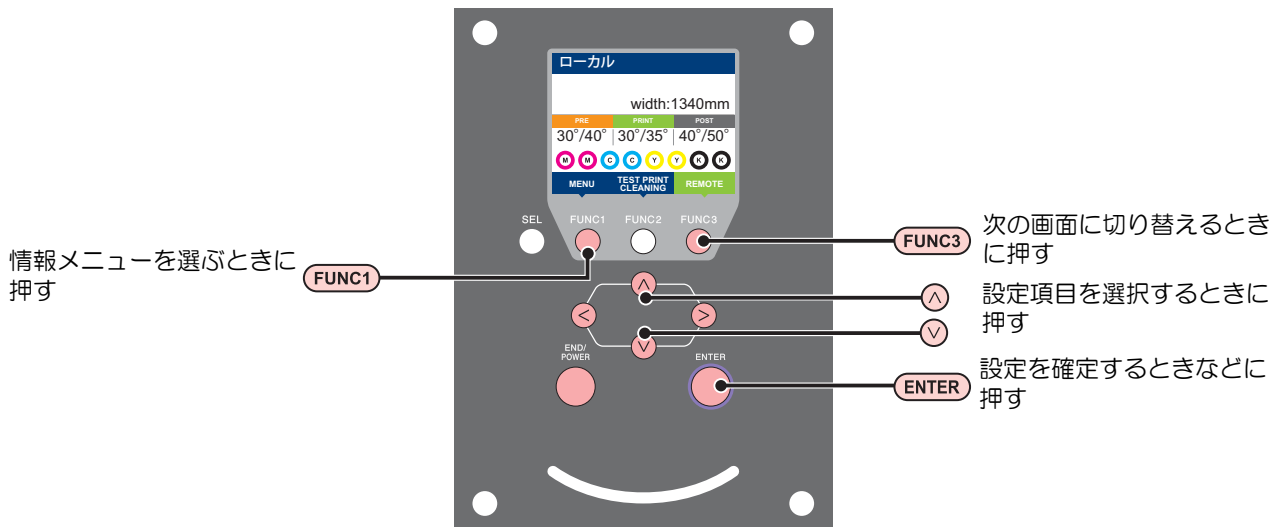 ローカル
width:1340mm
PRE PRINT POST
30°/40° 30°/35° 40°/50°
M M C C Y Y K K
MENU TEST PRINT CLEANING REMOTE
SEL FUNC1 FUNC2 FUNC3
情報メニューを選ぶときに
押す
FUNC1
FUNC3
次の画面に切り替えるとき
に押す
設定項目を選択するときに
押す
END/
POWER
ENTER
ENTER
設定を確定するときなどに
押す